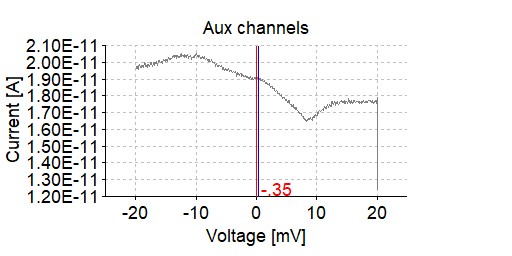 Aux channels
Current [A]
2.10E-11
2.00E-11
1.90E-11
1.80E-11
1.70E-11
1.60E-11
1.50E-11
1.40E-11
1.30E-11
1.20E-11
-.35
-20 -10 0 10 20
Voltage [mV]